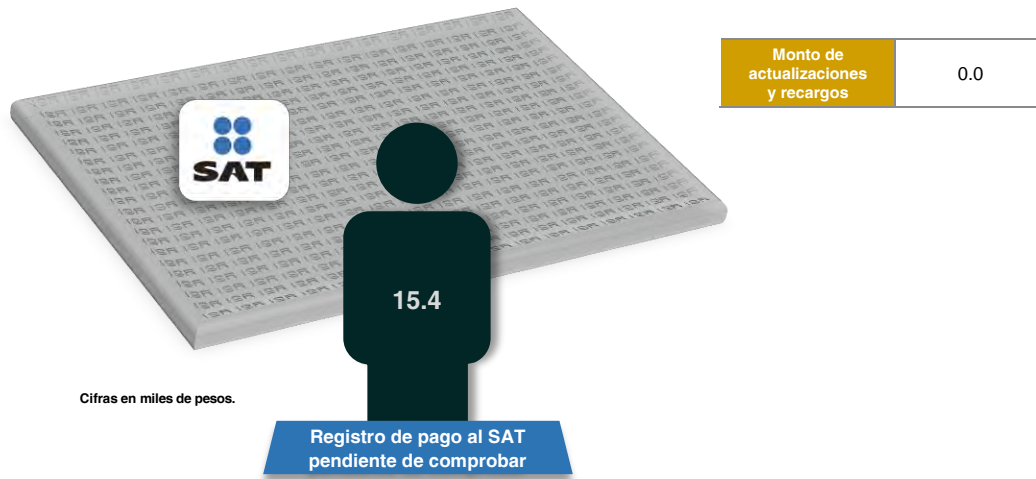 SAT
Monto de
actualizaciones
y recargos
0.0
15.4
Cifras en miles de pesos.
Registro de pago al SAT
pendiente de comprobar